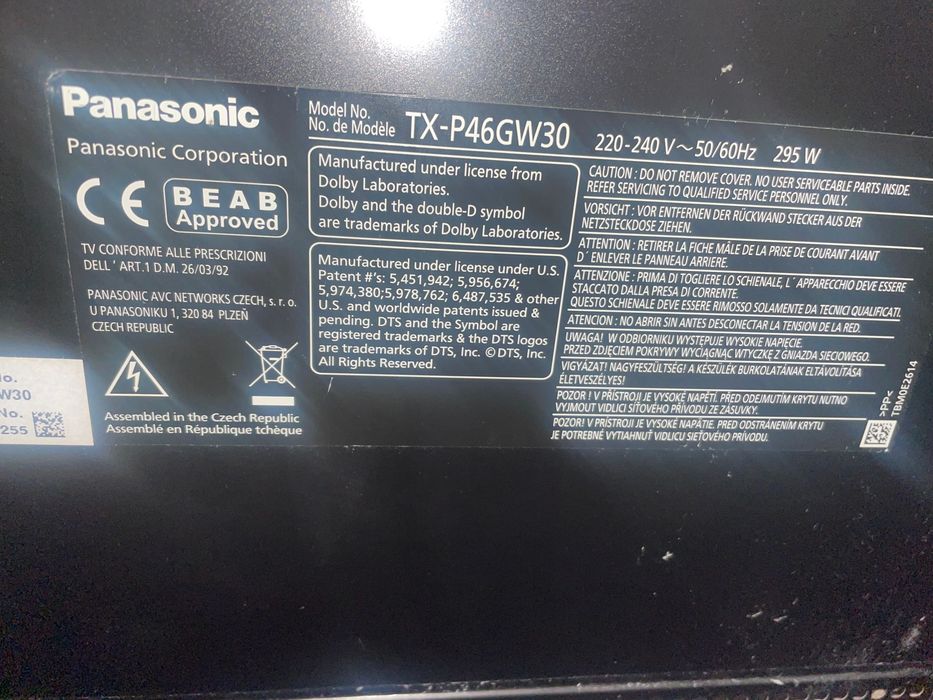 Panasonic
Panasonic Corporation
CE
BEAB
Approved
TV CONFORME ALLE PRESCRIZIONI
DELL' ART.1 D.M. 26/03/92
PANASONIC AVC NETWORKS CZECH, s. r. o.
U PANASONIKU 1, 320 84 PLZEŇ
CZECH REPUBLIC
Assembled in the Czech Republic
Assemblé en République tchèque
Model No.
No. de Modèle
TX-P46GW30
220-240 V~50/60Hz 295 W
Manufactured under license from
Dolby Laboratories.
Dolby and the double-D symbol
are trademarks of Dolby Laboratories.
Manufactured under license under U.S.
Patent #'s: 5,451,942; 5,956,674;
5,974,380;5,978,762; 6,487,535 & other
U.S. and worldwide patents issued &
pending. DTS and the Symbol are
registered trademarks & the DTS logos
are trademarks of DTS, Inc. © DTS, Inc.
All Rights Reserved.
CAUTION : DO NOT REMOVE COVER. NO USER SERVICEABLE PARTS INSIDE.
REFER SERVICING TO QUALIFIED SERVICE PERSONNEL ONLY.
VORSICHT : VOR ENTFERNEN DER RÜCKWAND STECKER AUS DER
NETZSTECKDOSE ZIEHEN.
ATTENTION : RETIRER LA FICHE MÂLE DE LA PRISE DE COURANT AVANT
D' ENLEVER LE PANNEAU ARRIERE.
ATTENZIONE : PRIMA DI TOGLIERE LO SCHIENALE, L' APPARECCHIO DEVE ESSERE
STACCATO DALLA PRESA DI CORRENTE.
QUESTO SCHIENALE DEVE ESSERE RIMOSSO SOLAMENTE DA TECNICI QUALIFICATI.
ATENCION : NO ABRIR SIN ANTES DESCONECTAR LA TENSION DE LA RED.
UWAGA! W ODBIORNIKU WYSTĘPUJE WYSOKIE NAPIĘCIE.
PRZED ZDJĘCIEM POKRYWY WYCIĄGNĄĆ WTYCZKĘ Z GNIAZDA SIECIOWEGO.
VIGYÁZAT! NAGYFESZÜLTSÉG! A KÉSZÜLÉK BURKOLATÁNAK ELTÁVOLÍTÁSA
ÉLETVESZÉLYES!
POZOR ! V PŘÍSTROJI JE VYSOKÉ NAPĚTÍ. PŘED ODEJMUTÍM KRYTU NUTNO
VYJMOUT VIDLICI SÍŤOVÉHO PŘÍVODU ZE ZÁSUVKY.
POZOR! V PRÍSTROJI JE VYSOKÉ NAPÄTIE. PRED ODSTRÁNENÍM KRYTU
JE POTREBNÉ VYTIAHNUŤ VIDLICU SIEŤOVÉHO PRÍVODU.
>PP<
TBM0E2614
No.
W30
No.
255